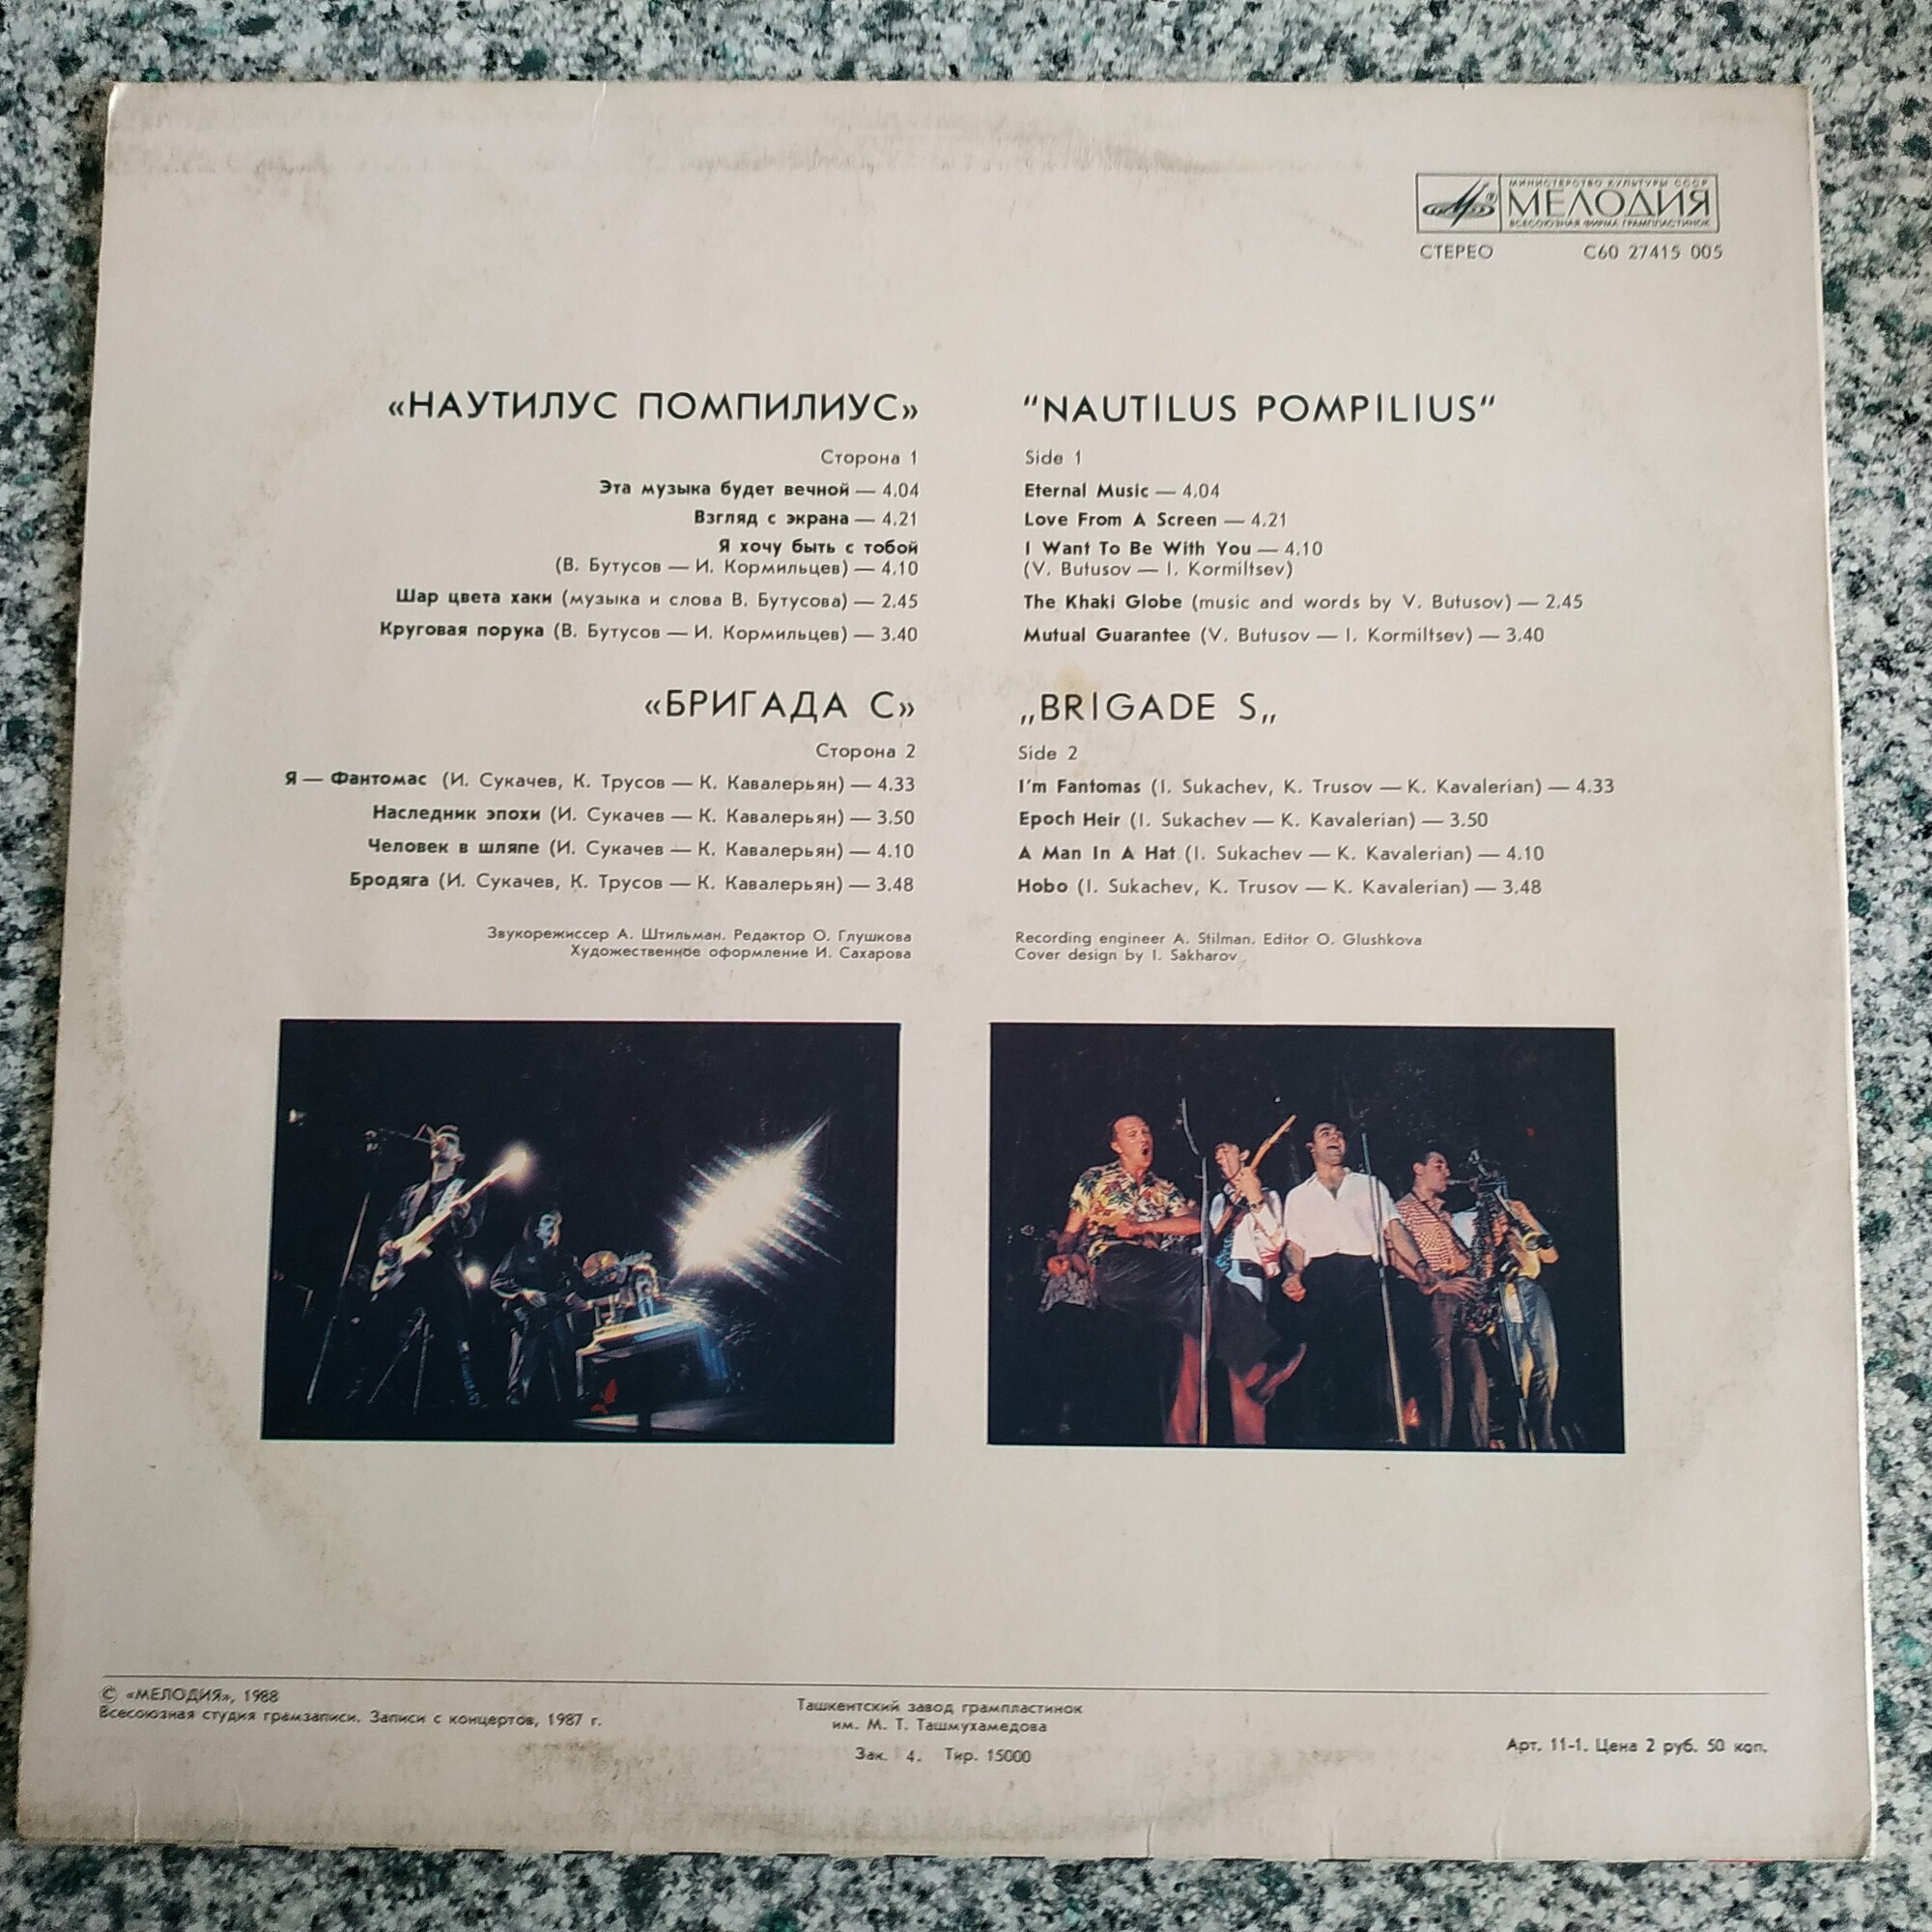 МИНИСТЕРСТВО КУЛЬТУРЫ СССР
МЕЛОДИЯ
ВСЕСОЮЗНАЯ ФИРМА ГРАМПЛАСТИНОК
СТЕРЕО С60 27415 005
«НАУТИЛУС ПОМПИЛИУС»
Сторона 1
Эта музыка будет вечной — 4.04
Взгляд с экрана — 4.21
Я хочу быть с тобой
(В. Бутусов — И. Кормильцев) — 4.10
Шар цвета хаки (музыка и слова В. Бутусова) — 2.45
Круговая порука (В. Бутусов — И. Кормильцев) — 3.40
«БРИГАДА С»
Сторона 2
Я — Фантомас (И. Сукачев, К. Трусов — К. Кавалерьян) — 4.33
Наследник эпохи (И. Сукачев — К. Кавалерьян) — 3.50
Человек в шляпе (И. Сукачев — К. Кавалерьян) — 4.10
Бродяга (И. Сукачев, К. Трусов — К. Кавалерьян) — 3.48
Звукорежиссер А. Штильман. Редактор О. Глушкова
Художественное оформление И. Сахарова
"NAUTILUS POMPILIUS"
Side 1
Eternal Music — 4.04
Love From A Screen — 4.21
I Want To Be With You — 4.10
(V. Butusov — I. Kormiltsev)
The Khaki Globe (music and words by V. Butusov) — 2.45
Mutual Guarantee (V. Butusov — I. Kormiltsev) — 3.40
„BRIGADE S„
Side 2
I'm Fantomas (I. Sukachev, K. Trusov — K. Kavalerian) — 4.33
Epoch Heir (I. Sukachev — K. Kavalerian) — 3.50
A Man In A Hat (I. Sukachev — K. Kavalerian) — 4.10
Hobo (I. Sukachev, K. Trusov — K. Kavalerian) — 3.48
Recording engineer A. Stilman. Editor O. Glushkova
Cover design by I. Sakharov
© «МЕЛОДИЯ», 1988
Всесоюзная студия грамзаписи. Записи с концертов, 1987 г.
Ташкентский завод грампластинок
им. М. Т. Ташмухамедова
Зак. 4. Тир. 15000
Арт. 11-1. Цена 2 руб. 50 коп.